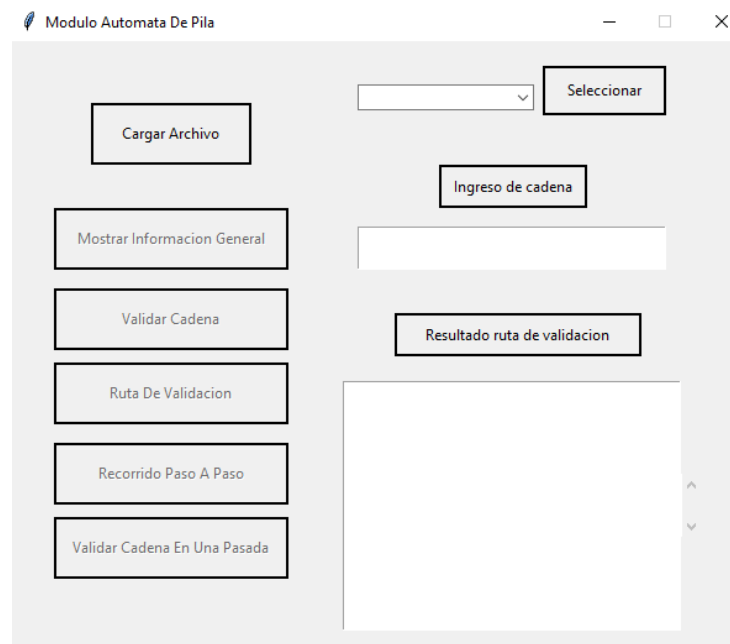 Modulo Automata De Pila
Seleccionar
Cargar Archivo
Ingreso de cadena
Mostrar Informacion General
Validar Cadena
Resultado ruta de validacion
Ruta De Validacion
Recorrido Paso A Paso
Validar Cadena En Una Pasada